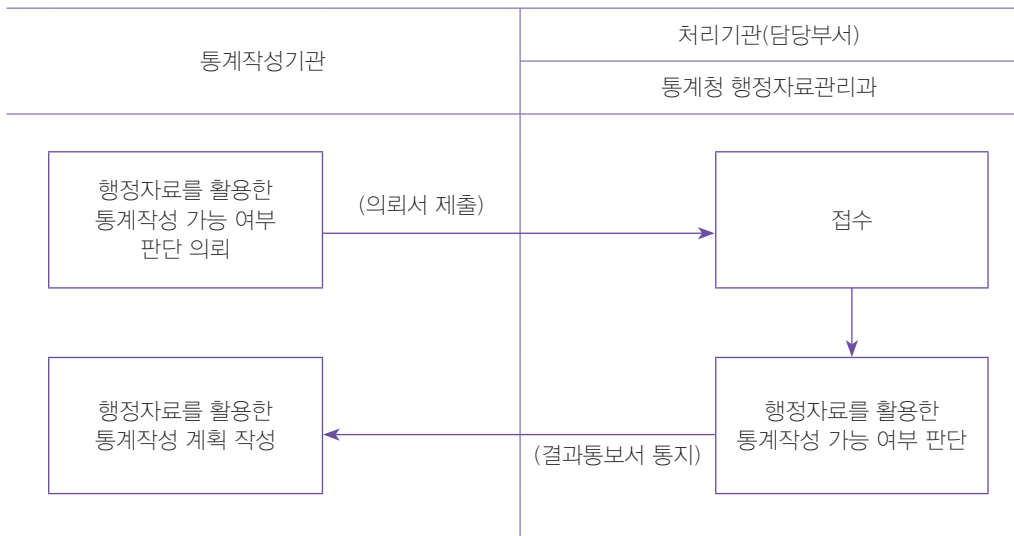 통계작성기관
처리기관(담당부서)
통계청 행정자료관리과
행정자료를 활용한
통계작성 가능 여부
판단 의뢰
(의뢰서 제출)
접수
행정자료를 활용한
통계작성 계획 작성
(결과통보서 통지)
행정자료를 활용한
통계작성 가능 여부 판단